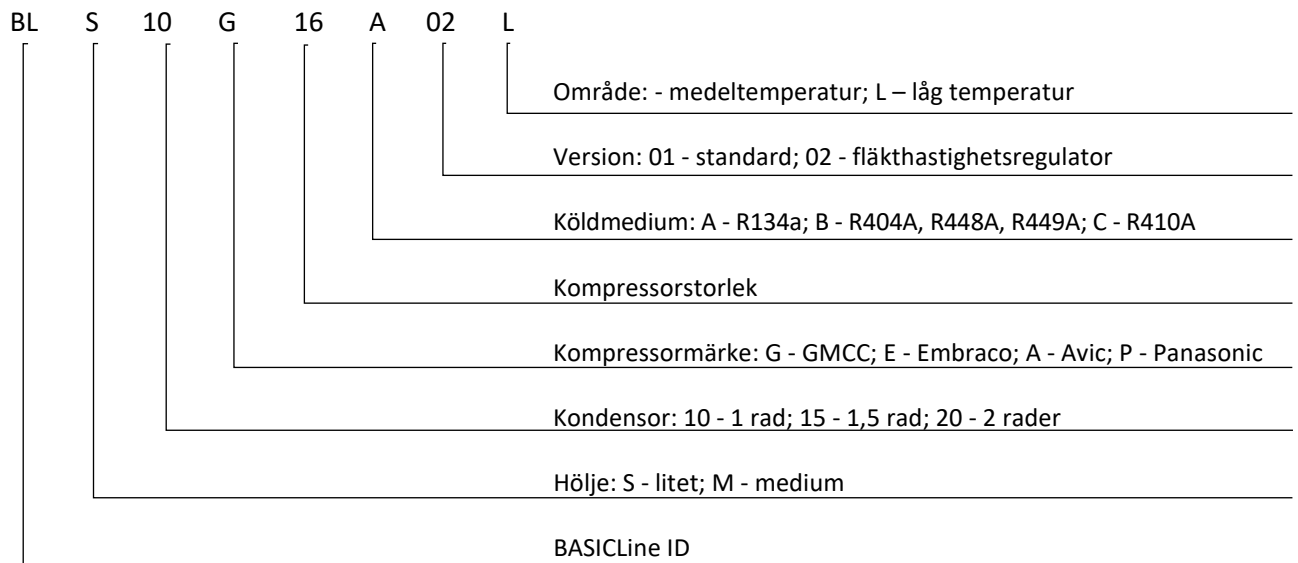 BL S 10 G 16 A 02 L
Område: - medeltemperatur; L – låg temperatur
Version: 01 - standard; 02 - fläkthastighetsregulator
Köldmedium: A - R134a; B - R404A, R448A, R449A; C - R410A
Kompressorstorlek
Kompressormärke: G - GMCC; E - Embraco; A - Avic; P - Panasonic
Kondensor: 10 - 1 rad; 15 - 1,5 rad; 20 - 2 rader
Hölje: S - litet; M - medium
BASICLine ID